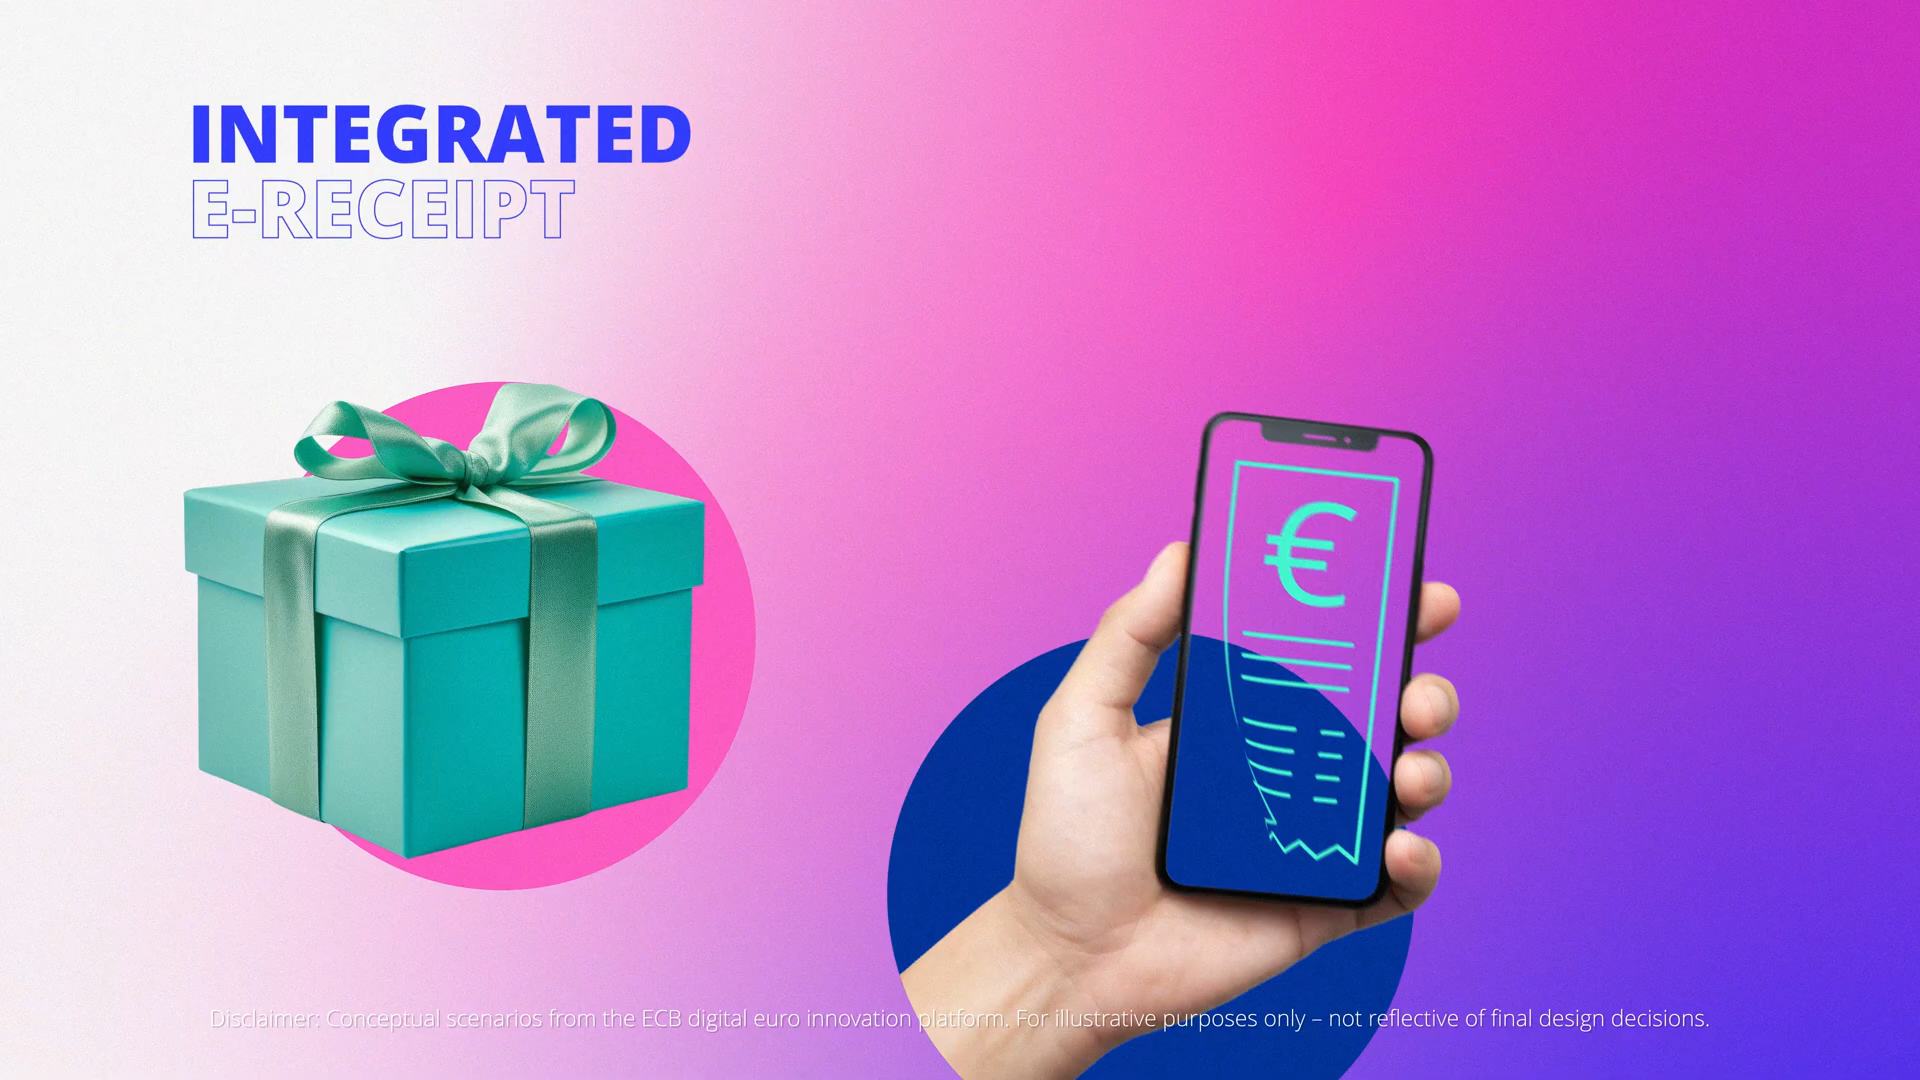 INTEGRATED
E-RECEIPT
€
Disclaimer: Conceptual scenarios from the ECB digital euro innovation platform. For illustrative purposes only – not reflective of final design decisions.